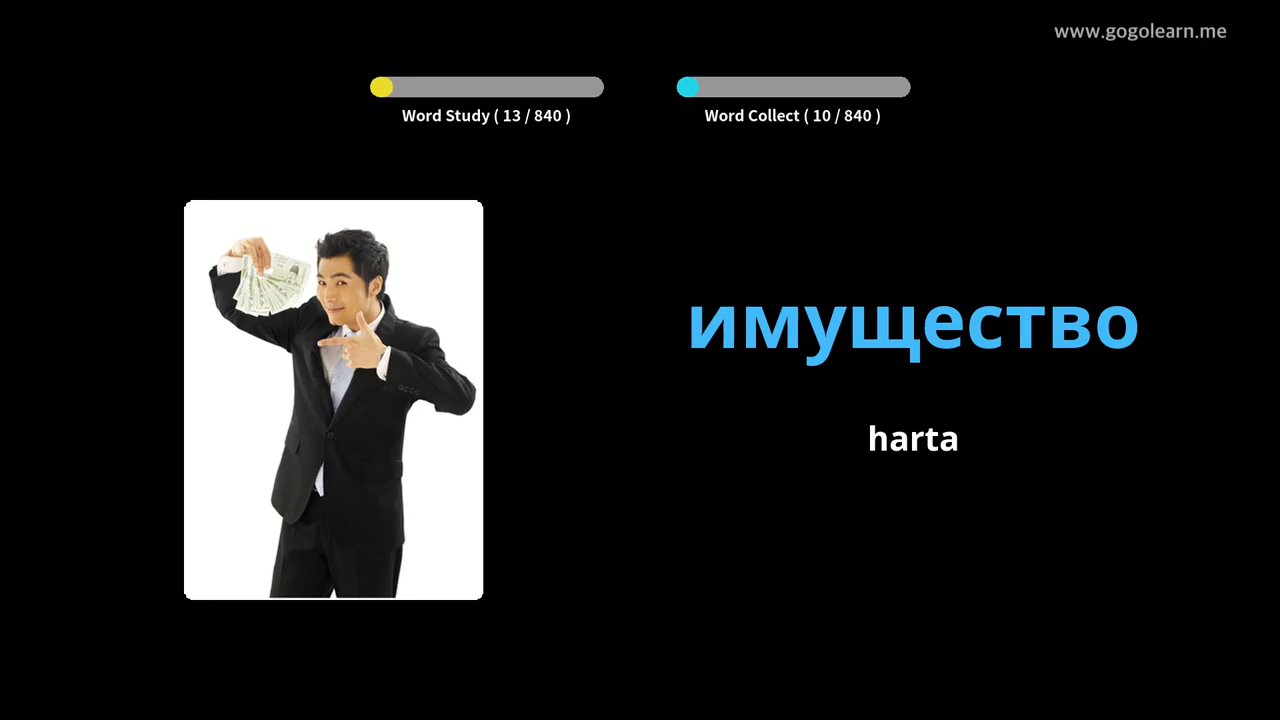 www.gogolearn.me
Word Study ( 13 / 840 )
Word Collect ( 10 / 840 )
имущество
harta